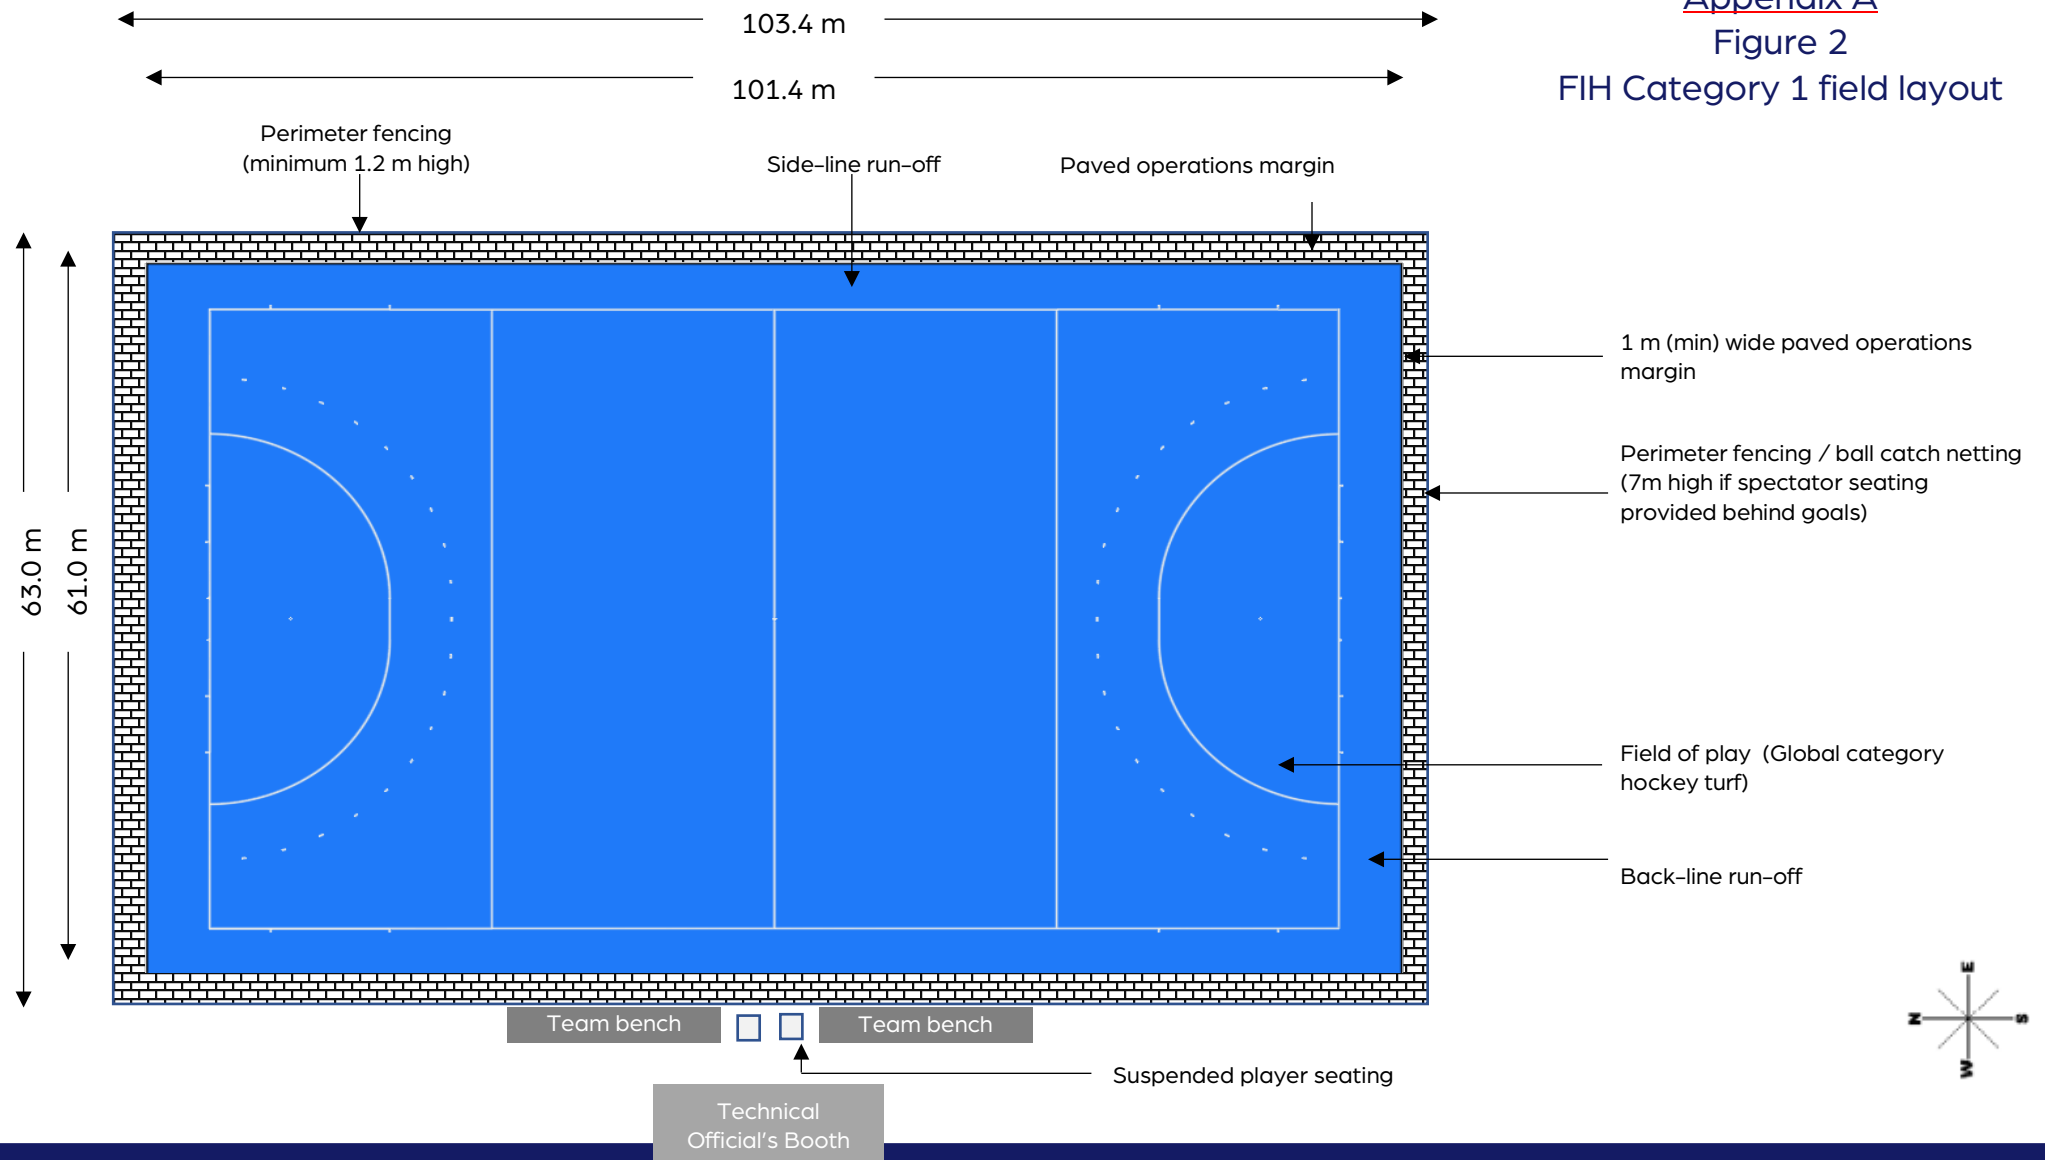 Appendix A
Figure 2
FIH Category 1 field layout
103.4 m
101.4 m
Perimeter fencing
(minimum 1.2 m high)
Side-line run-off
Paved operations margin
63.0 m
61.0 m
1 m (min) wide paved operations
margin
Perimeter fencing / ball catch netting
(7m high if spectator seating
provided behind goals)
Field of play (Global category
hockey turf)
Back-line run-off
E
N
S
W
Team bench
Team bench
Suspended player seating
Technical
Official's Booth